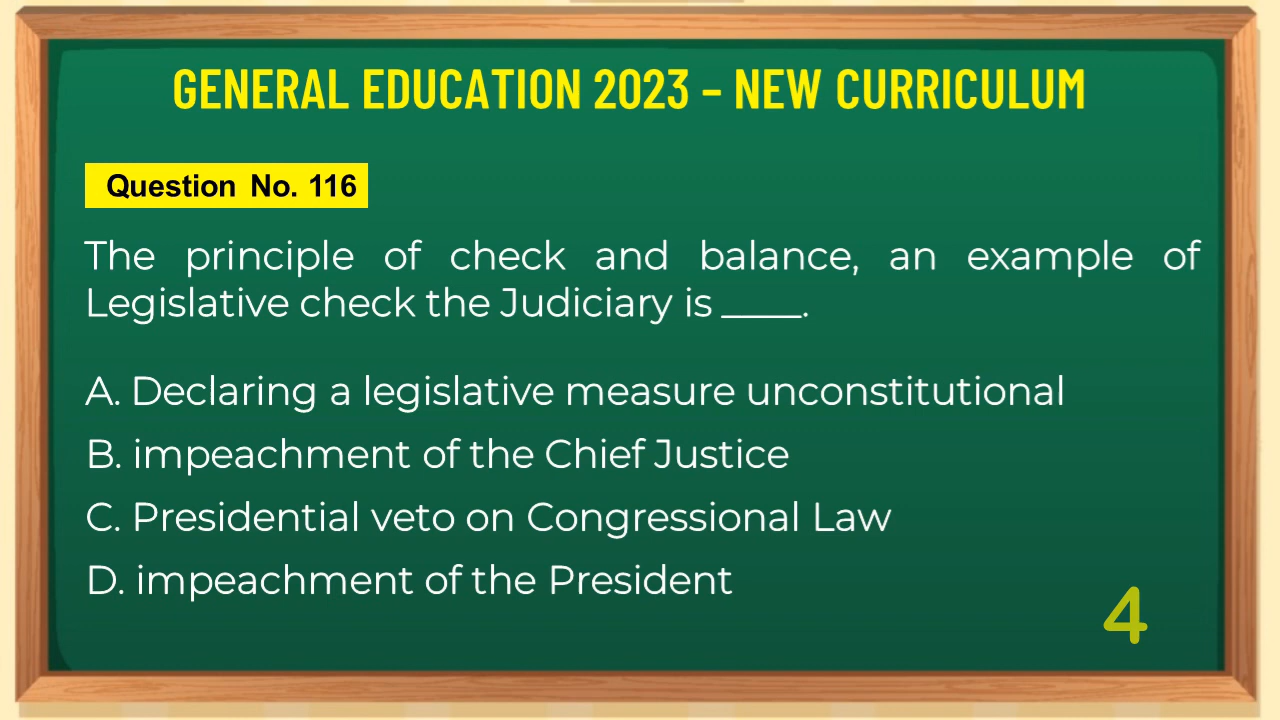 GENERAL EDUCATION 2023 – NEW CURRICULUM
Question No. 116
The principle of check and balance, an example of
Legislative check the Judiciary is ____.
A. Declaring a legislative measure unconstitutional
B. impeachment of the Chief Justice
C. Presidential veto on Congressional Law
D. impeachment of the President
4